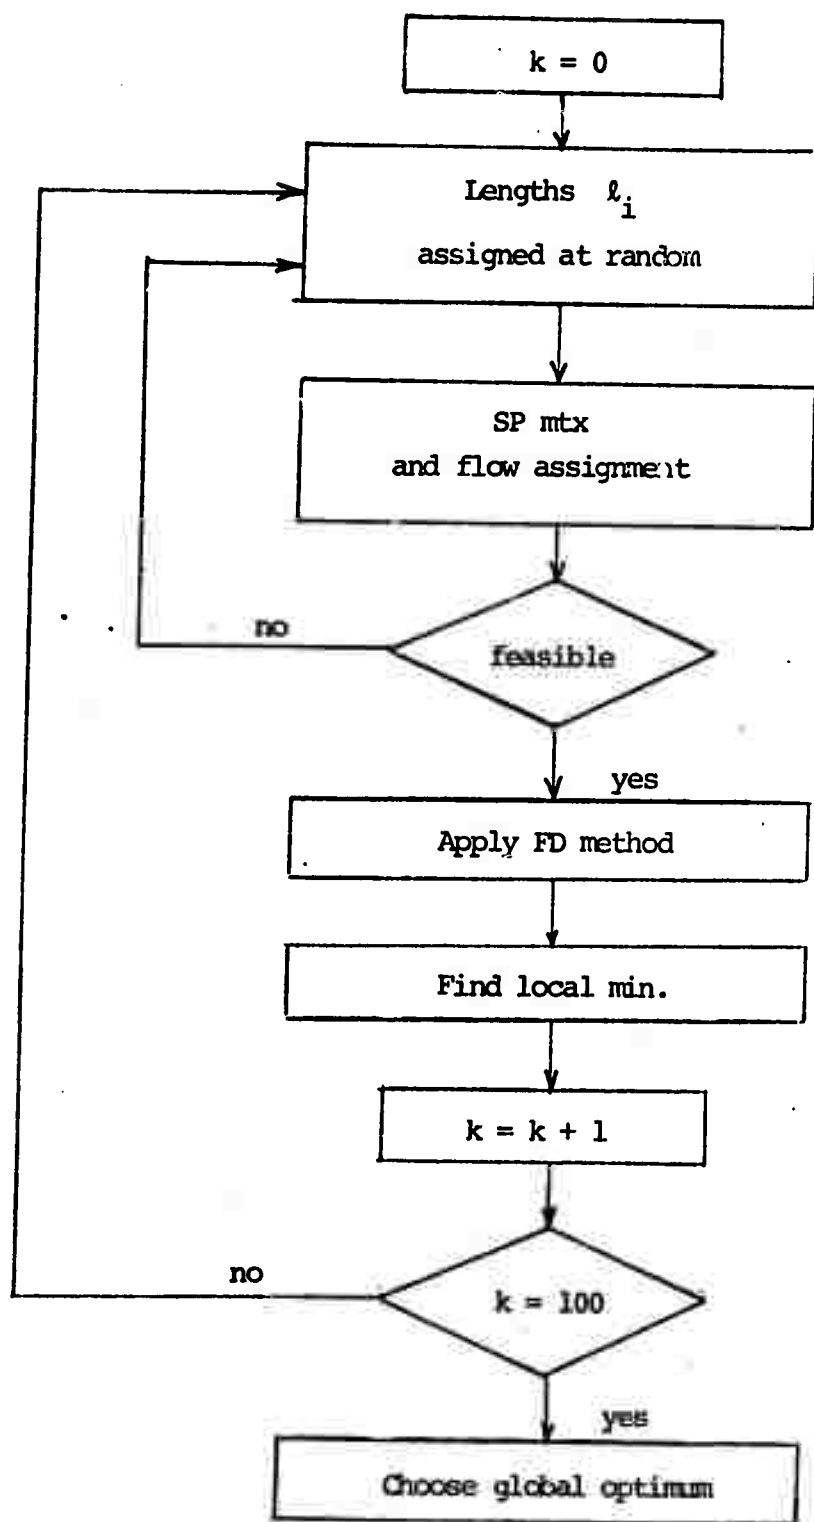 k = 0
Lengths ℓi
assigned at random
SP mtx
and flow assignment
no
feasible
yes
Apply FD method
Find local min.
k = k + 1
no
k = 100
yes
Choose global optimum